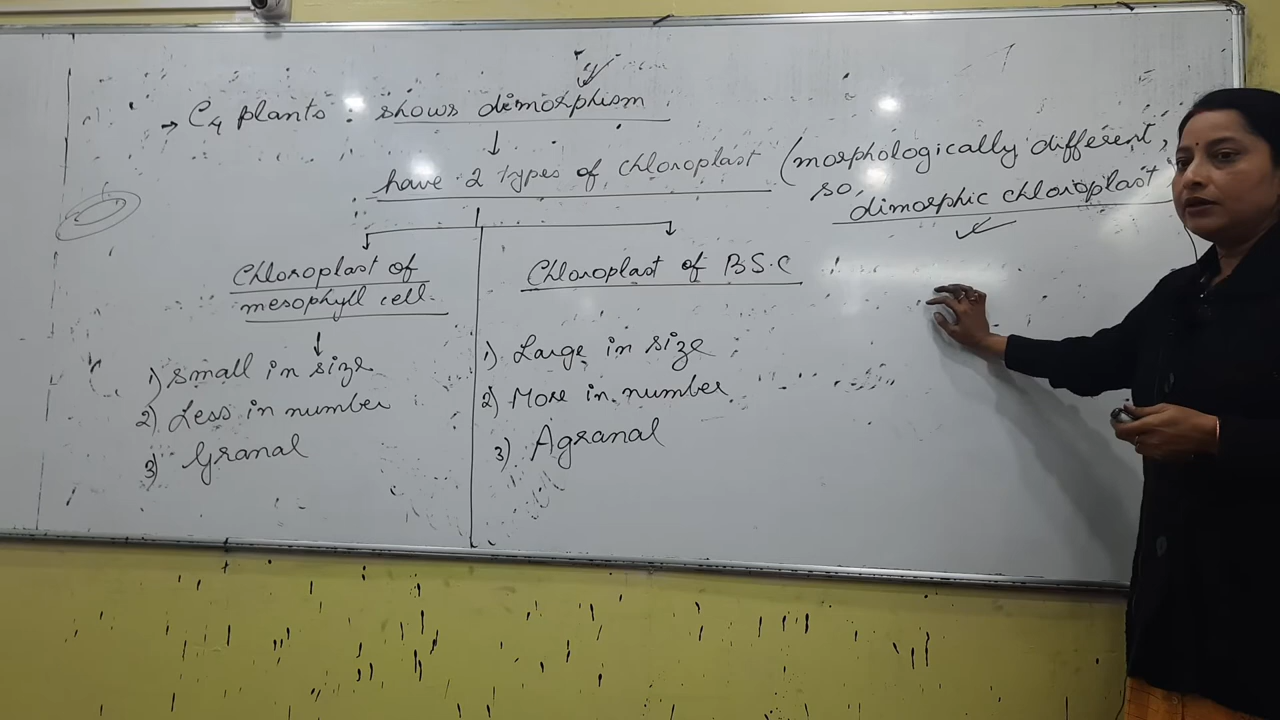 → C4 plants : shows dimorphism
have 2 types of chloroplast (morphologically different,
so, dimorphic chloroplast
Chloroplast of
mesophyll cell.
1) small in size
2) Less in number
3) Granal
Chloroplast of B.S.C
1) Large in size
2) More in number
3) Agranal